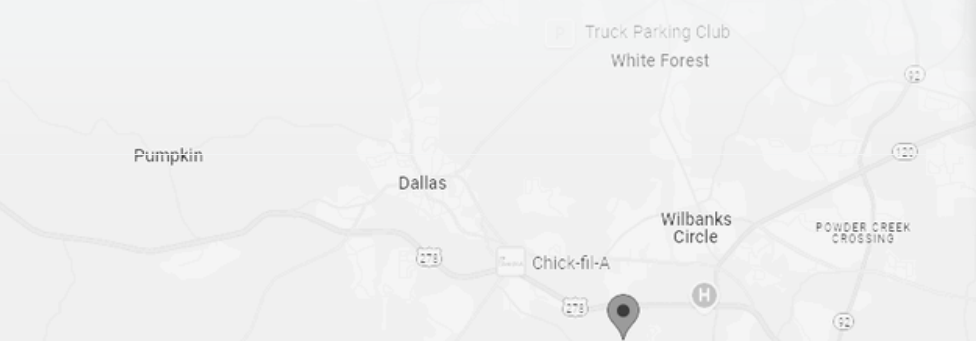 P Truck Parking Club
White Forest
92
120
Pumpkin
Dallas
Wilbanks
Circle
POWDER CREEK
CROSSING
278
Chick-fil-A
H
278
92